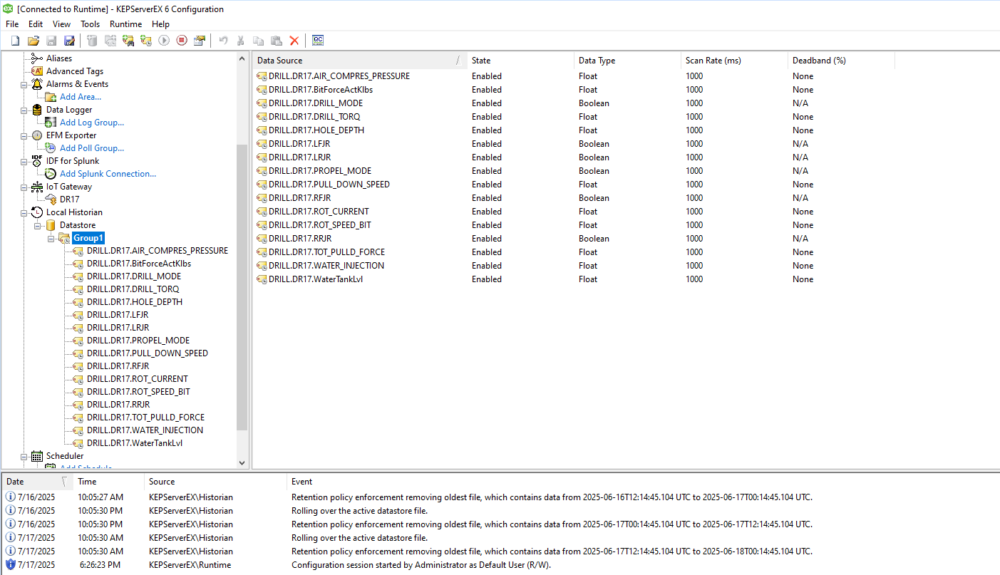 [Connected to Runtime] - KEPServerEX 6 Configuration
File Edit View Tools Runtime Help
Aliases
Advanced Tags
Alarms & Events
Add Area...
Data Logger
Add Log Group...
EFM Exporter
Add Poll Group...
IDF for Splunk
Add Splunk Connection...
IoT Gateway
DR17
Local Historian
Datastore
Group1
DRILL.DR17.AIR_COMPRES_PRESSURE
DRILL.DR17.BitForceActKlbs
DRILL.DR17.DRILL_MODE
DRILL.DR17.DRILL_TORQ
DRILL.DR17.HOLE_DEPTH
DRILL.DR17.LFJR
DRILL.DR17.LRJR
DRILL.DR17.PROPEL_MODE
DRILL.DR17.PULL_DOWN_SPEED
DRILL.DR17.RFJR
DRILL.DR17.ROT_CURRENT
DRILL.DR17.ROT_SPEED_BIT
DRILL.DR17.RRJR
DRILL.DR17.TOT_PULLD_FORCE
DRILL.DR17.WATER_INJECTION
DRILL.DR17.WaterTankLvl
Scheduler
Add Schedule
Data Source State Data Type Scan Rate (ms) Deadband (%)
DRILL.DR17.AIR_COMPRES_PRESSURE Enabled Float 1000 None
DRILL.DR17.BitForceActKlbs Enabled Float 1000 None
DRILL.DR17.DRILL_MODE Enabled Boolean 1000 N/A
DRILL.DR17.DRILL_TORQ Enabled Float 1000 None
DRILL.DR17.HOLE_DEPTH Enabled Float 1000 None
DRILL.DR17.LFJR Enabled Boolean 1000 N/A
DRILL.DR17.LRJR Enabled Boolean 1000 N/A
DRILL.DR17.PROPEL_MODE Enabled Boolean 1000 N/A
DRILL.DR17.PULL_DOWN_SPEED Enabled Float 1000 None
DRILL.DR17.RFJR Enabled Boolean 1000 N/A
DRILL.DR17.ROT_CURRENT Enabled Float 1000 None
DRILL.DR17.ROT_SPEED_BIT Enabled Float 1000 None
DRILL.DR17.RRJR Enabled Boolean 1000 N/A
DRILL.DR17.TOT_PULLD_FORCE Enabled Float 1000 None
DRILL.DR17.WATER_INJECTION Enabled Float 1000 None
DRILL.DR17.WaterTankLvl Enabled Float 1000 None
Date Time Source Event
7/16/2025 10:05:27 AM KEPServerEX\Historian Retention policy enforcement removing oldest file, which contains data from 2025-06-16T12:14:45.104 UTC to 2025-06-17T00:14:45.104 UTC.
7/16/2025 10:05:30 PM KEPServerEX\Historian Rolling over the active datastore file.
7/16/2025 10:05:30 PM KEPServerEX\Historian Retention policy enforcement removing oldest file, which contains data from 2025-06-17T00:14:45.104 UTC to 2025-06-17T12:14:45.104 UTC.
7/17/2025 10:05:30 AM KEPServerEX\Historian Rolling over the active datastore file.
7/17/2025 10:05:30 AM KEPServerEX\Historian Retention policy enforcement removing oldest file, which contains data from 2025-06-17T12:14:45.104 UTC to 2025-06-18T00:14:45.104 UTC.
7/17/2025 6:26:23 PM KEPServerEX\Runtime Configuration session started by Administrator as Default User (R/W).